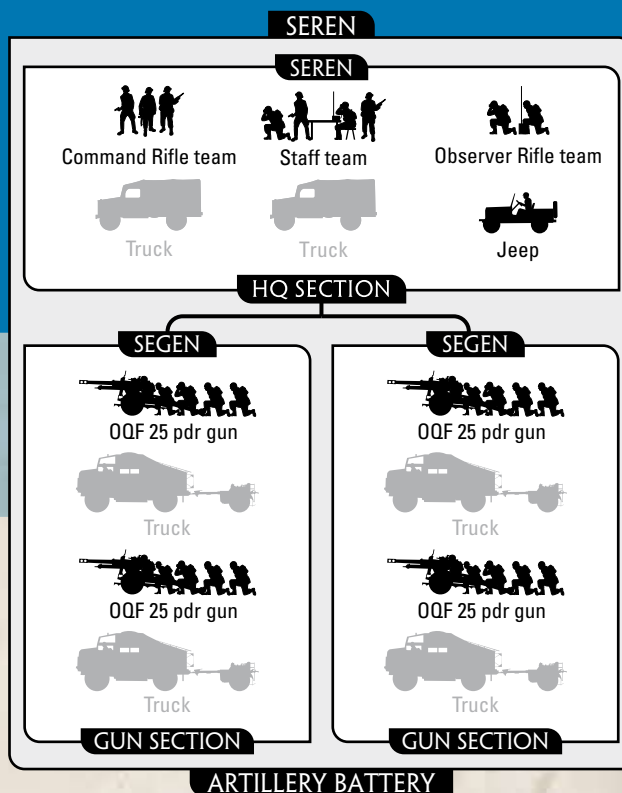 SEREN
SEREN
Command Rifle team
Staff team
Observer Rifle team
Truck
Truck
Jeep
HQ SECTION
SEGEN
SEGEN
OQF 25 pdr gun
OQF 25 pdr gun
Truck
Truck
OQF 25 pdr gun
OQF 25 pdr gun
Truck
Truck
GUN SECTION
GUN SECTION
ARTILLERY BATTERY